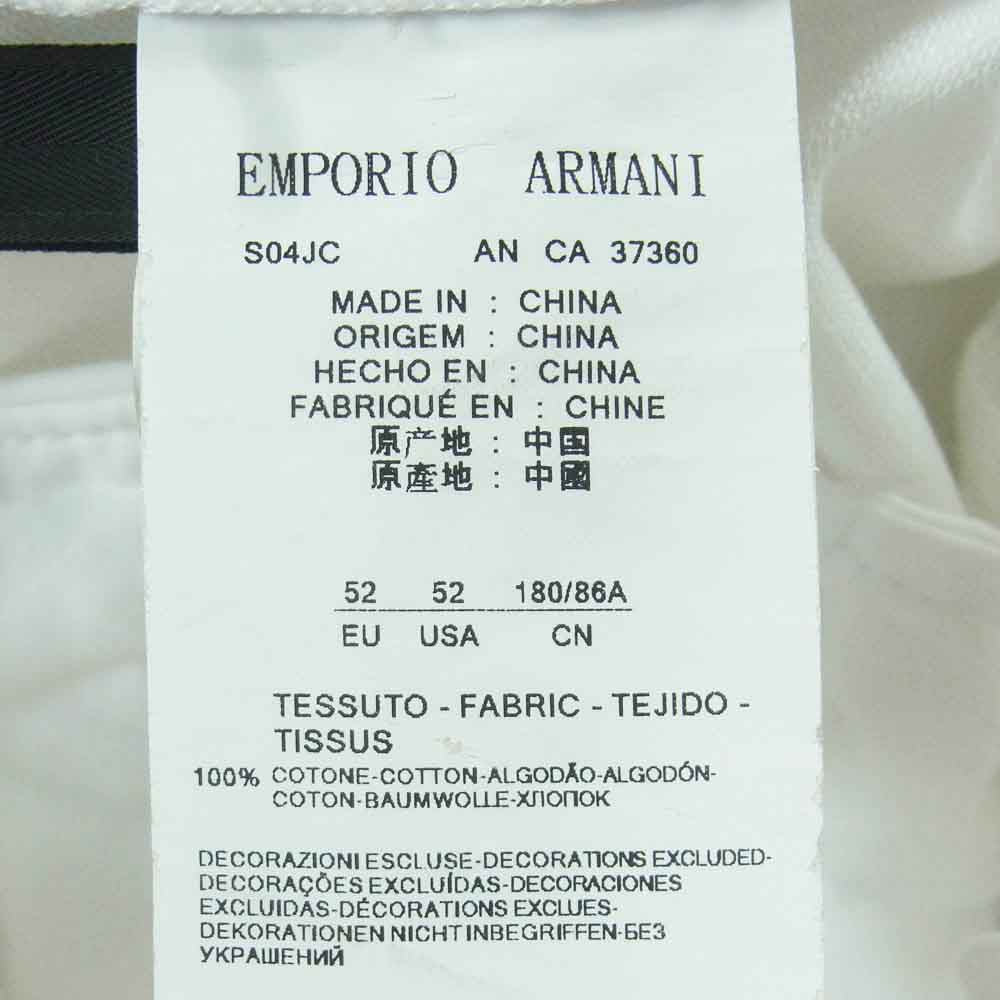 EMPORIO ARMANI
S04JC AN CA 37360
MADE IN : CHINA
ORIGEM : CHINA
HECHO EN : CHINA
FABRIQUÉ EN : CHINE
原产地 : 中国
原產地 : 中國
52 52 180/86A
EU USA CN
TESSUTO - FABRIC - TEJIDO -
TISSUS
100% COTONE-COTTON-ALGODÃO-ALGODÓN-
COTON-BAUMWOLLE-ХЛОПОК
DECORAZIONI ESCLUSE-DECORATIONS EXCLUDED-
DECORAÇÕES EXCLUÍDAS-DECORACIONES
EXCLUIDAS-DÉCORATIONS EXCLUES-
DEKORATIONEN NICHT INBEGRIFFEN-БЕЗ
УКРАШЕНИЙ